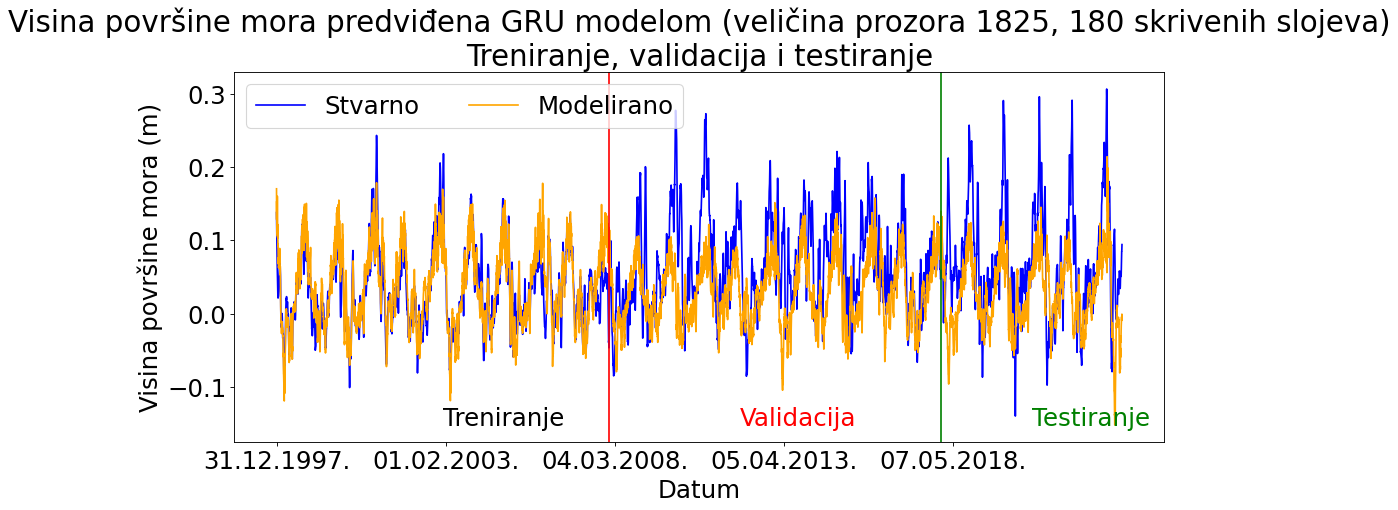 Visina površine mora predviđena GRU modelom (veličina prozora 1825, 180 skrivenih slojeva)
Treniranje, validacija i testiranje
Stvarno Modelirano
Visina površine mora (m)
0.3
0.2
0.1
0.0
−0.1
Treniranje Validacija Testiranje
31.12.1997. 01.02.2003. 04.03.2008. 05.04.2013. 07.05.2018.
Datum